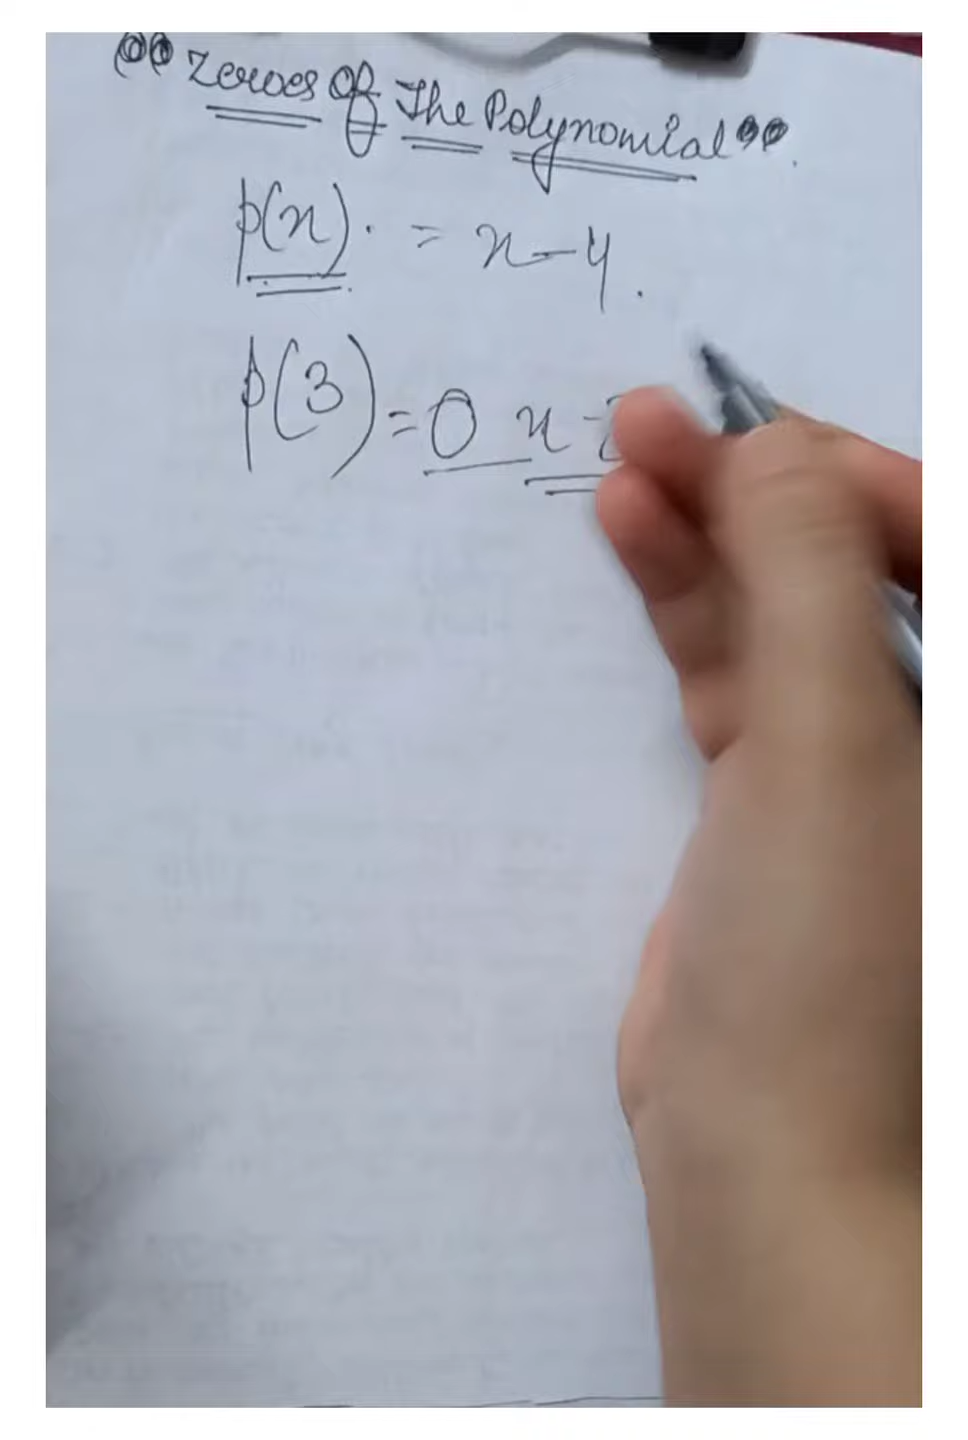 "Zeroes Of The Polynomial".
p(x). = x-4.
p(3) = 0 x-